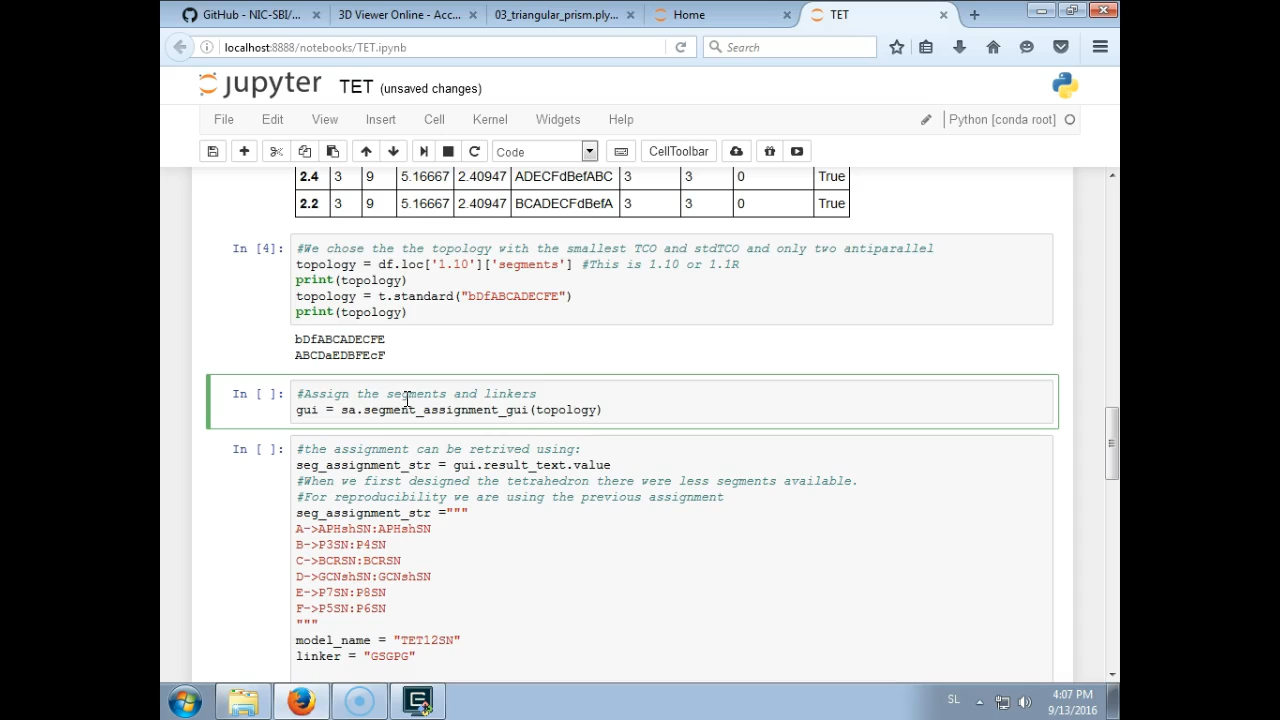 GitHub - NIC-SBI/... × 3D Viewer Online - Acc... × 03_triangular_prism.ply... × Home × TET × +
localhost:8888/notebooks/TET.ipynb Search
jupyter TET (unsaved changes)
File Edit View Insert Cell Kernel Widgets Help Python [conda root]
Code CellToolbar
2.4 3 9 5.16667 2.40947 ADECFdBefABC 3 3 0 True
2.2 3 9 5.16667 2.40947 BCADECFdBefA 3 3 0 True
In [4]: #We chose the the topology with the smallest TCO and stdTCO and only two antiparallel
topology = df.loc['1.10']['segments'] #This is 1.10 or 1.1R
print(topology)
topology = t.standard("bDfABCADECFE")
print(topology)
bDfABCADECFE
ABCDaEDBFEcF
In [ ]: #Assign the segments and linkers
gui = sa.segment_assignment_gui(topology)
In [ ]: #the assignment can be retrived using:
seg_assignment_str = gui.result_text.value
#When we first designed the tetrahedron there were less segments available.
#For reproducibility we are using the previous assignment
seg_assignment_str ="""
A->APHshSN:APHshSN
B->P3SN:P4SN
C->BCRSN:BCRSN
D->GCNshSN:GCNshSN
E->P7SN:P8SN
F->P5SN:P6SN
"""
model_name = "TET12SN"
linker = "GSGPG"
SL 4:07 PM
9/13/2016